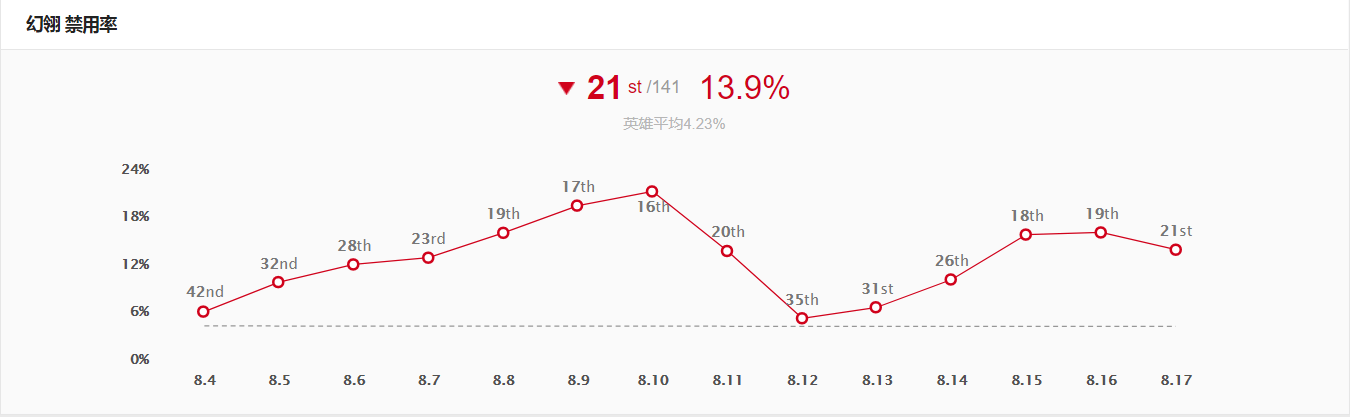 幻翎 禁用率
▼ 21 st /141 13.9%
英雄平均4.23%
24%
18%
12%
6%
0%
42nd
32nd
28th
23rd
19th
17th
16th
20th
35th
31st
26th
18th
19th
21st
8.4 8.5 8.6 8.7 8.8 8.9 8.10 8.11 8.12 8.13 8.14 8.15 8.16 8.17